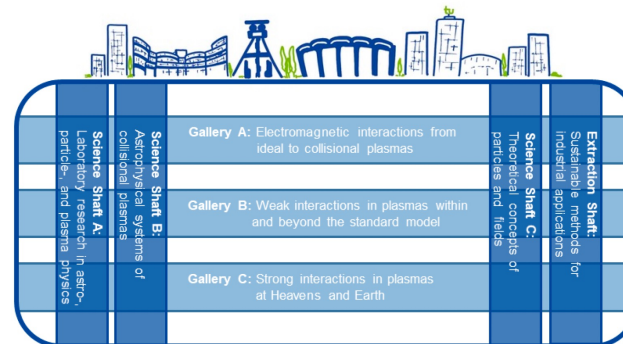 Science Shaft A:
Laboratory research in astro-,
particle-, and plasma physics
Science Shaft B:
Astrophysical systems of
collisional plasmas
Gallery A: Electromagnetic interactions from
ideal to collisional plasmas
Gallery B: Weak interactions in plasmas within
and beyond the standard model
Gallery C: Strong interactions in plasmas
at Heavens and Earth
Science Shaft C:
Theoretical concepts of
particles and fields
Extraction Shaft:
Sustainable methods for
industrial applications